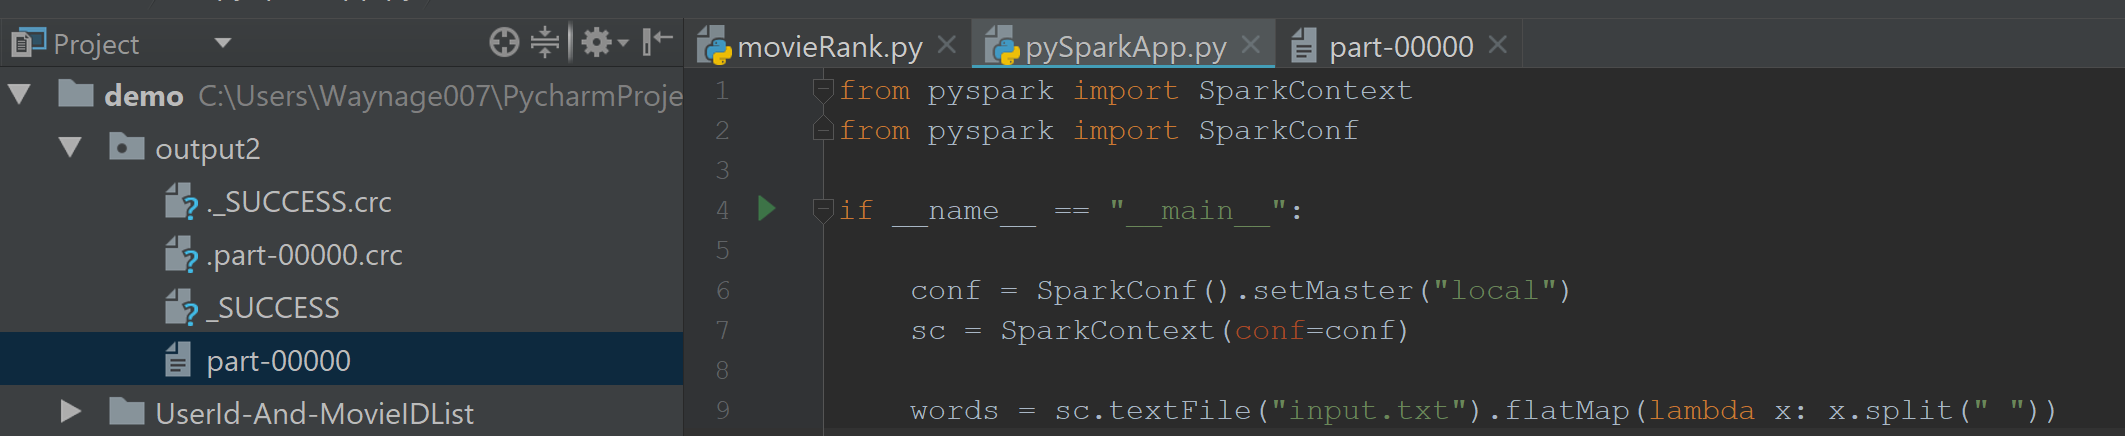 Project
demo C:\Users\Waynage007\PycharmProje
output2
._SUCCESS.crc
.part-00000.crc
_SUCCESS
part-00000
UserId-And-MovieIDList
movieRank.py pySparkApp.py part-00000
1 from pyspark import SparkContext
2 from pyspark import SparkConf
3
4 if __name__ == "__main__":
5
6 conf = SparkConf().setMaster("local")
7 sc = SparkContext(conf=conf)
8
9 words = sc.textFile("input.txt").flatMap(lambda x: x.split(" "))